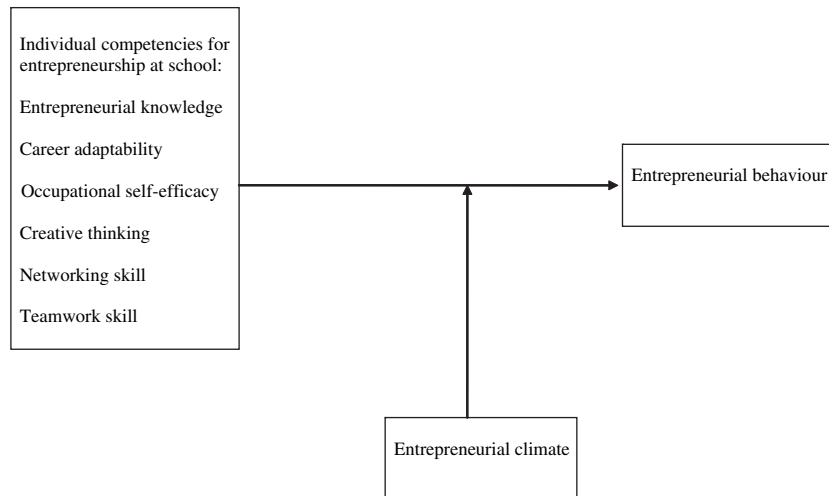 Individual competencies for
entrepreneurship at school:
Entrepreneurial knowledge
Career adaptability
Occupational self-efficacy
Creative thinking
Networking skill
Teamwork skill
Entrepreneurial behaviour
Entrepreneurial climate